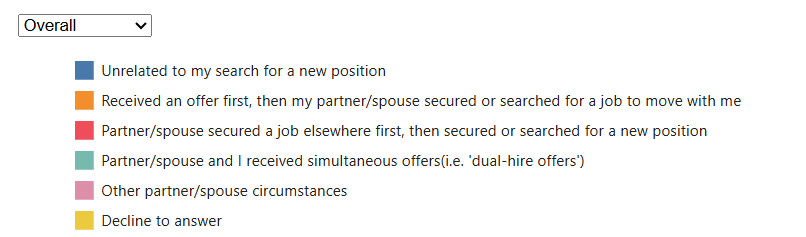 Overall
Unrelated to my search for a new position
Received an offer first, then my partner/spouse secured or searched for a job to move with me
Partner/spouse secured a job elsewhere first, then secured or searched for a new position
Partner/spouse and I received simultaneous offers(i.e. 'dual-hire offers')
Other partner/spouse circumstances
Decline to answer